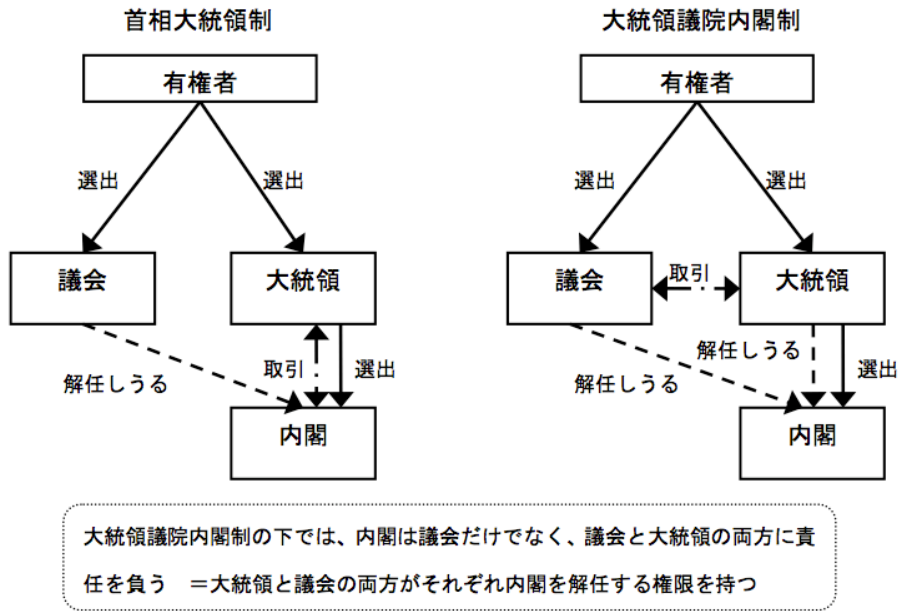 首相大統領制
有権者
選出
選出
議会
大統領
解任しうる
取引
選出
内閣
大統領議院内閣制
有権者
選出
選出
議会
取引
大統領
解任しうる
解任しうる
選出
内閣
大統領議院内閣制の下では、内閣は議会だけでなく、議会と大統領の両方に責
任を負う　＝大統領と議会の両方がそれぞれ内閣を解任する権限を持つ